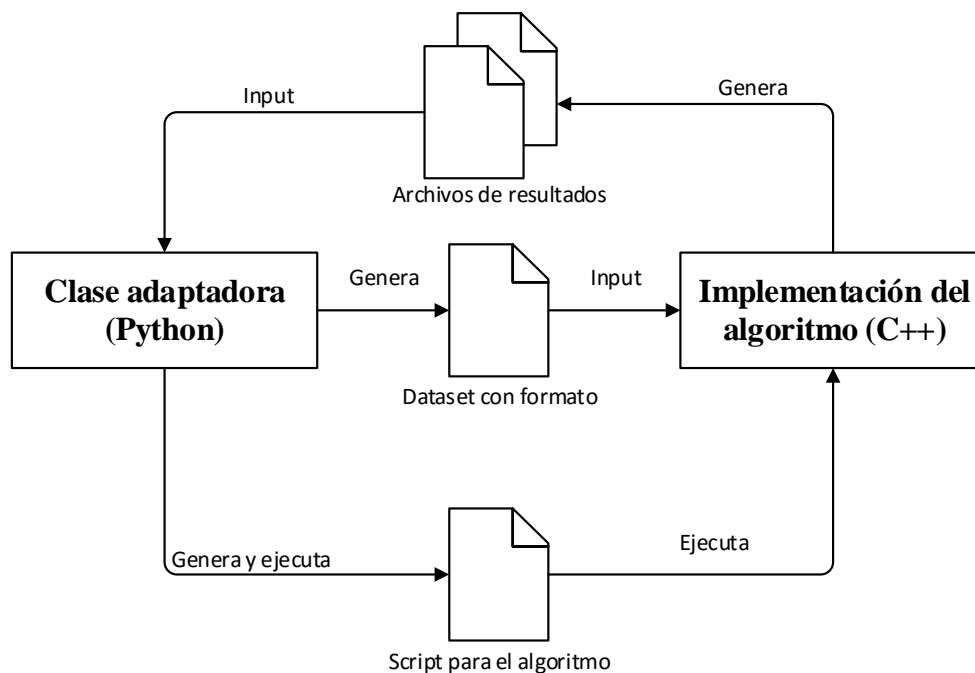 Input
Genera
Archivos de resultados
Clase adaptadora
(Python)
Genera
Input
Implementación del
algoritmo (C++)
Dataset con formato
Genera y ejecuta
Ejecuta
Script para el algoritmo